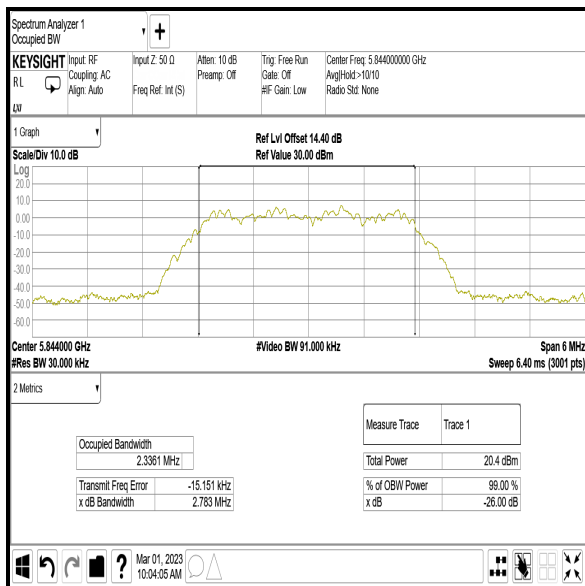 Spectrum Analyzer 1
Occupied BW
+
KEYSIGHT
RL
LXI
Input: RF
Coupling: AC
Align: Auto
Input Z: 50 Ω
Freq Ref: Int (S)
Atten: 10 dB
Preamp: Off
Trig: Free Run
Gate: Off
#IF Gain: Low
Center Freq: 5.844000000 GHz
Avg|Hold:>10/10
Radio Std: None
1 Graph
Scale/Div 10.0 dB
Ref Lvl Offset 14.40 dB
Ref Value 30.00 dBm
Log
20.0
10.0
0.00
-10.0
-20.0
-30.0
-40.0
-50.0
-60.0
Center 5.844000 GHz
#Res BW 30.000 kHz
#Video BW 91.000 kHz
Span 6 MHz
Sweep 6.40 ms (3001 pts)
2 Metrics
Occupied Bandwidth
2.3361 MHz
Transmit Freq Error -15.151 kHz
x dB Bandwidth 2.783 MHz
Measure Trace Trace 1
Total Power 20.4 dBm
% of OBW Power 99.00 %
x dB -26.00 dB
?
Mar 01, 2023
10:04:05 AM